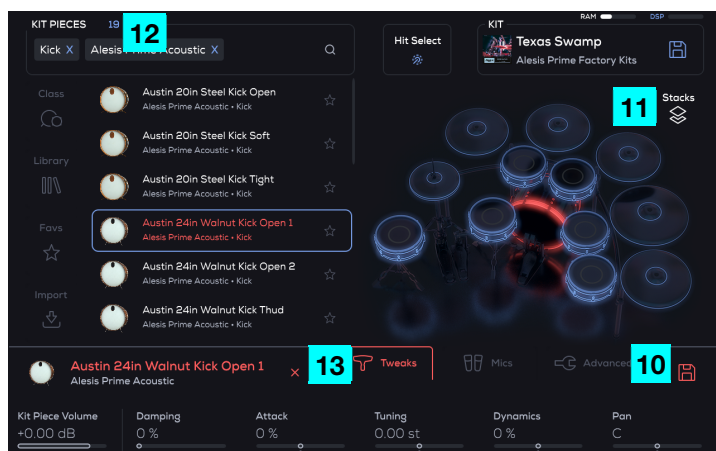 KIT PIECES 19
12
Kick X
Alesis Prime Acoustic X
Hit Select
RAM
DSP
KIT
Texas Swamp
Alesis Prime Factory Kits
11
Stacks
Class
Library
Favs
Import
Austin 20in Steel Kick Open
Alesis Prime Acoustic • Kick
Austin 20in Steel Kick Soft
Alesis Prime Acoustic • Kick
Austin 20in Steel Kick Tight
Alesis Prime Acoustic • Kick
Austin 24in Walnut Kick Open 1
Alesis Prime Acoustic • Kick
Austin 24in Walnut Kick Open 2
Alesis Prime Acoustic • Kick
Austin 24in Walnut Kick Thud
Alesis Prime Acoustic • Kick
Austin 24in Walnut Kick Open 1 ×
Alesis Prime Acoustic
13
Tweaks
Mics
Advanced
10
Kit Piece Volume
+0.00 dB
Damping
0 %
Attack
0 %
Tuning
0.00 st
Dynamics
0 %
Pan
C